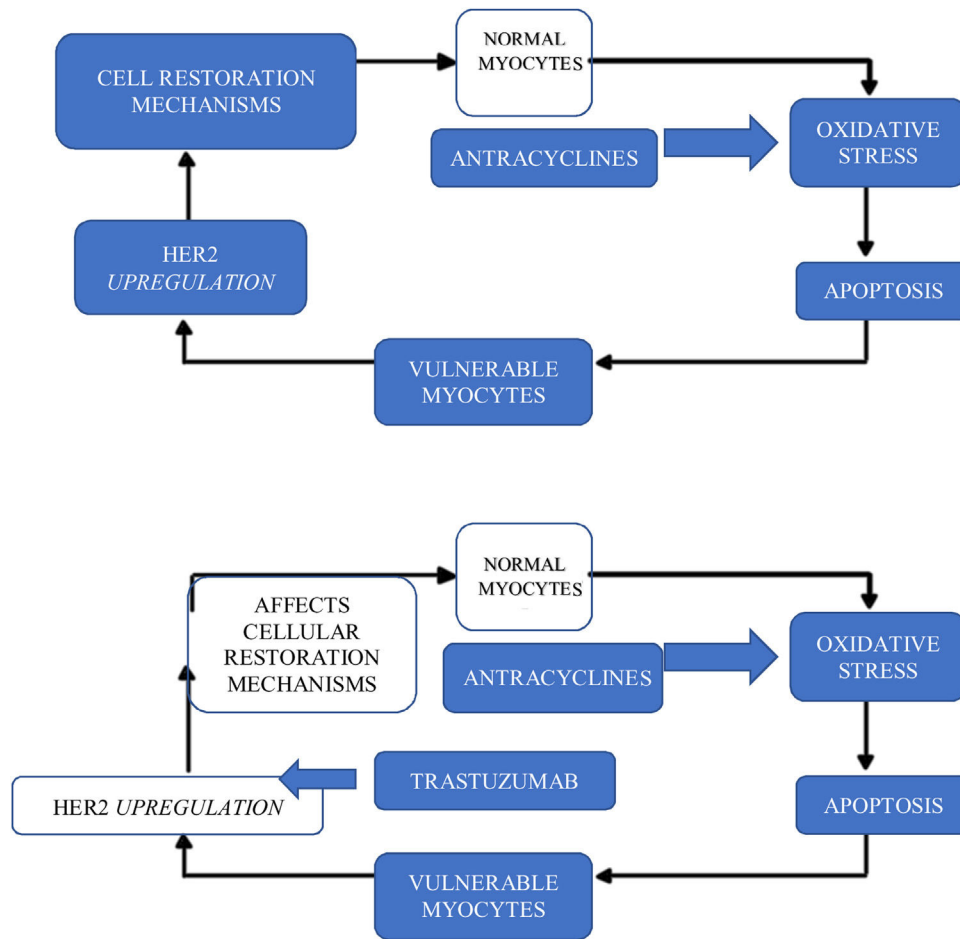 NORMAL
MYOCYTES
CELL RESTORATION
MECHANISMS
ANTRACYCLINES
OXIDATIVE
STRESS
HER2
UPREGULATION
APOPTOSIS
VULNERABLE
MYOCYTES
NORMAL
MYOCYTES
AFFECTS
CELLULAR
RESTORATION
MECHANISMS
ANTRACYCLINES
OXIDATIVE
STRESS
TRASTUZUMAB
HER2 UPREGULATION
APOPTOSIS
VULNERABLE
MYOCYTES